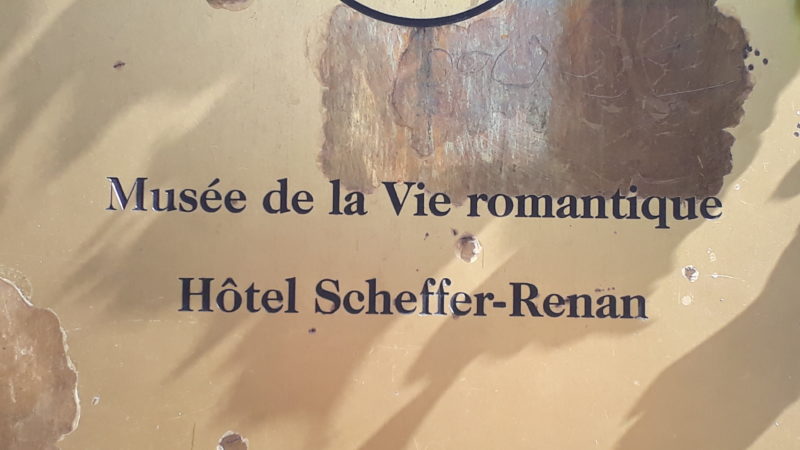 Musée de la Vie romantique
Hôtel Scheffer-Renan